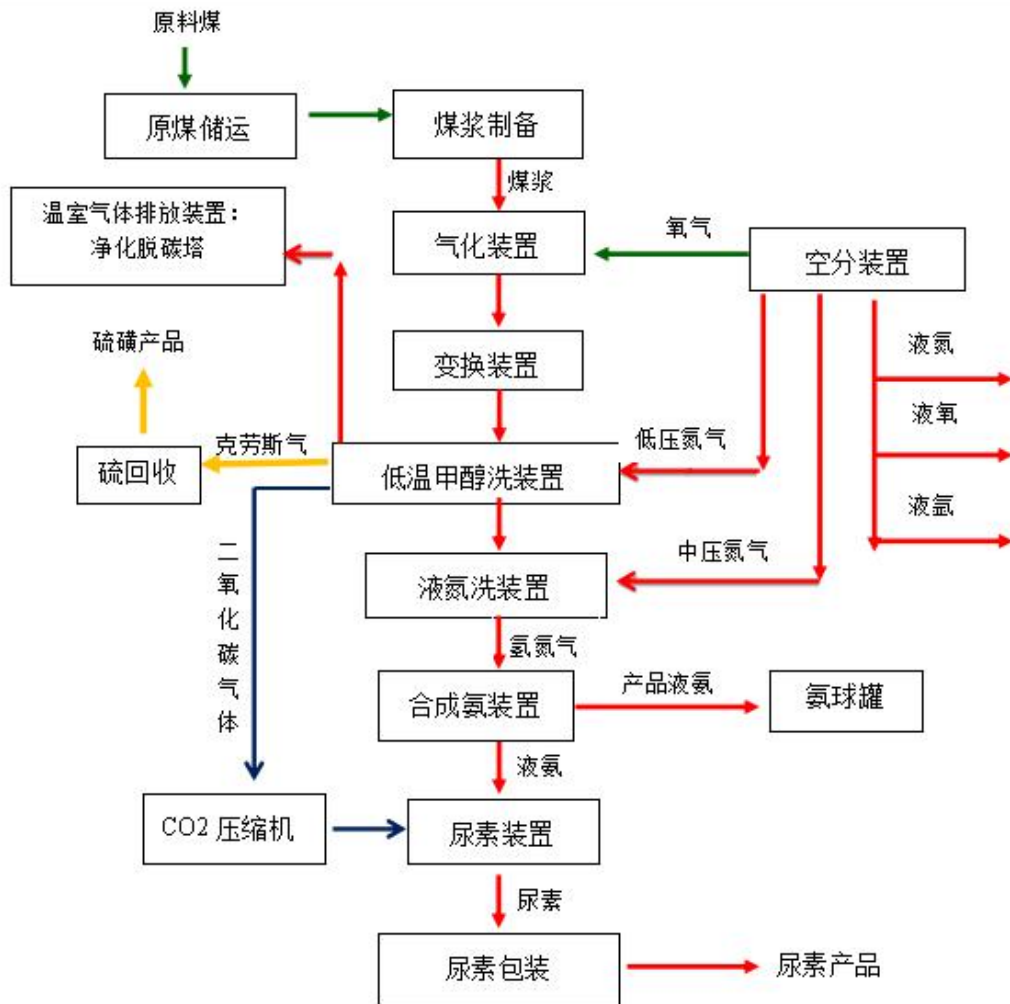 原料煤
原煤储运
煤浆制备
煤浆
温室气体排放装置：
净化脱碳塔
气化装置
氧气
空分装置
硫磺产品
变换装置
液氮
液氧
液氩
硫回收
克劳斯气
低温甲醇洗装置
低压氮气
中压氮气
二氧化碳气体
液氮洗装置
氢氮气
合成氨装置
产品液氨
氨球罐
液氨
CO2 压缩机
尿素装置
尿素
尿素包装
尿素产品